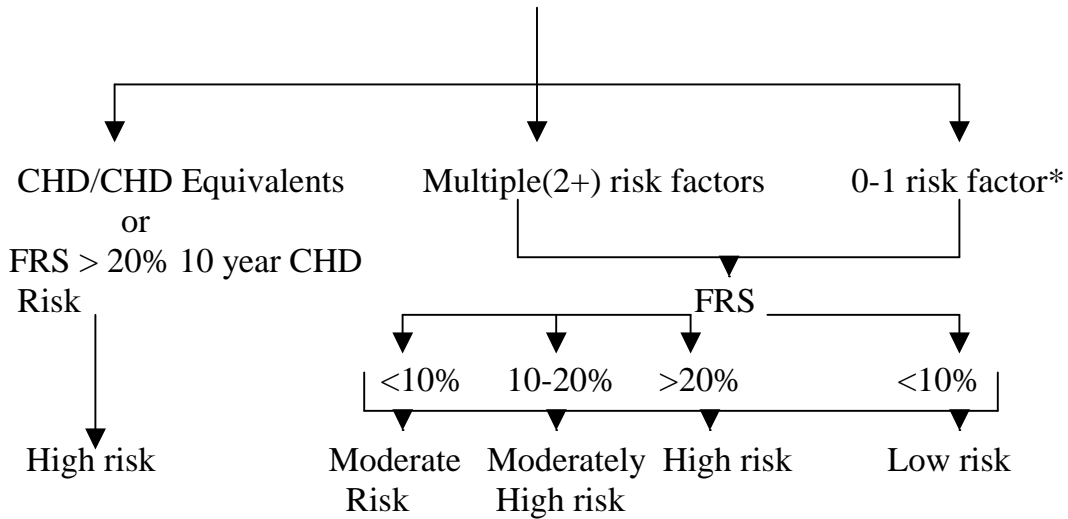 CHD/CHD Equivalents
or
FRS > 20% 10 year CHD
Risk
Multiple(2+) risk factors
0-1 risk factor*
FRS
<10% 10-20% >20% <10%
High risk
Moderate
Risk
Moderately
High risk
High risk
Low risk